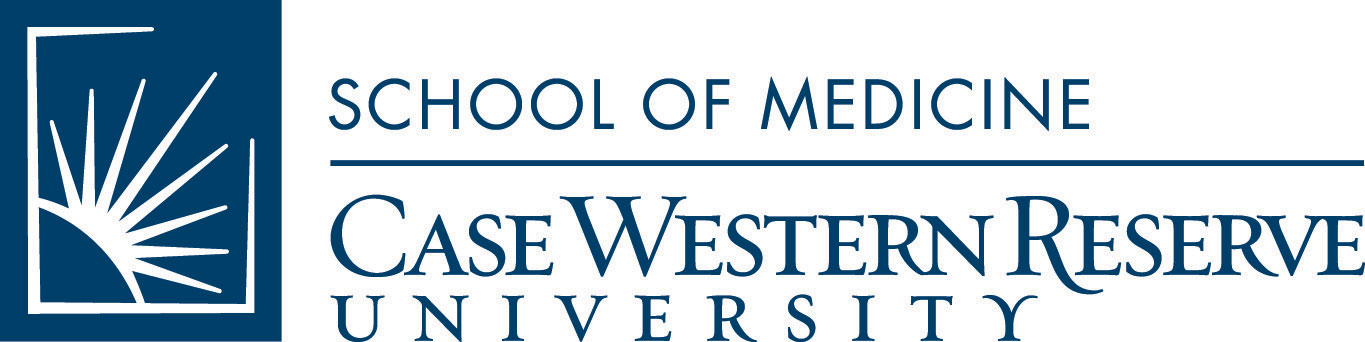 SCHOOL OF MEDICINE
CASE WESTERN RESERVE
UNIVERSITY